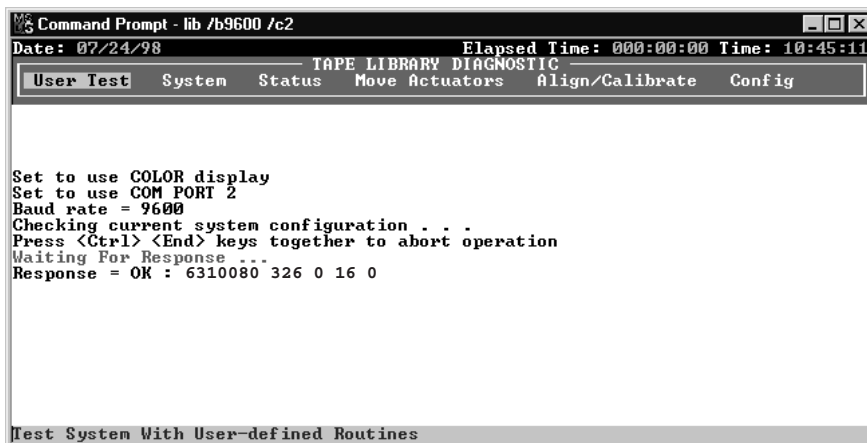 Command Prompt - lib /b9600 /c2
Date: 07/24/98 Elapsed Time: 000:00:00 Time: 10:45:11
TAPE LIBRARY DIAGNOSTIC
User Test System Status Move Actuators Align/Calibrate Config
Set to use COLOR display
Set to use COM PORT 2
Baud rate = 9600
Checking current system configuration . . .
Press <Ctrl> <End> keys together to abort operation
Waiting For Response ...
Response = OK : 6310080 326 0 16 0
Test System With User-defined Routines